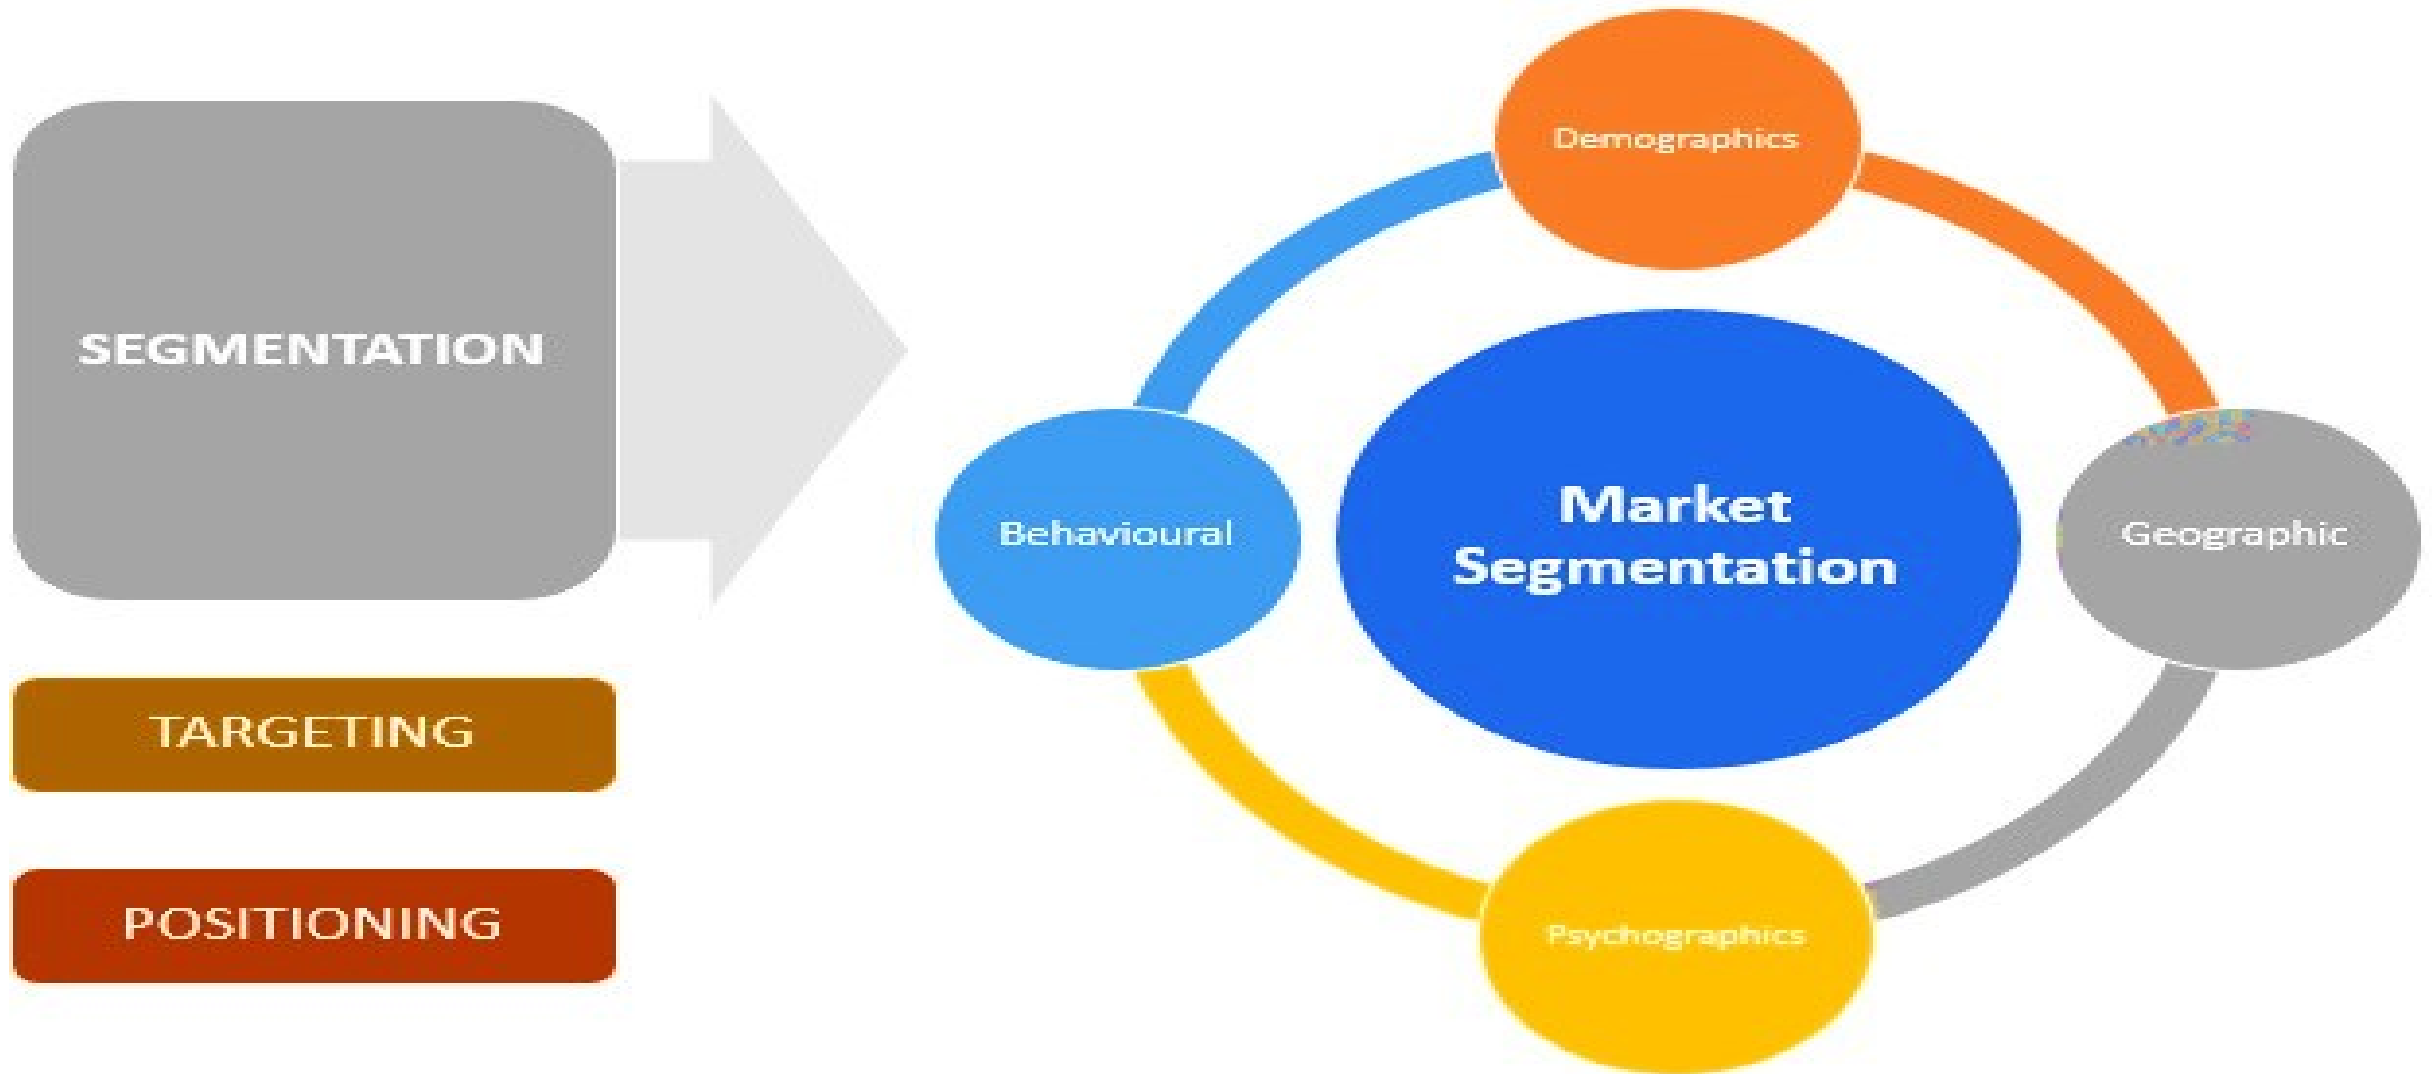 SEGMENTATION
TARGETING
POSITIONING
Demographics
Behavioural
Market
Segmentation
Geographic
Psychographics